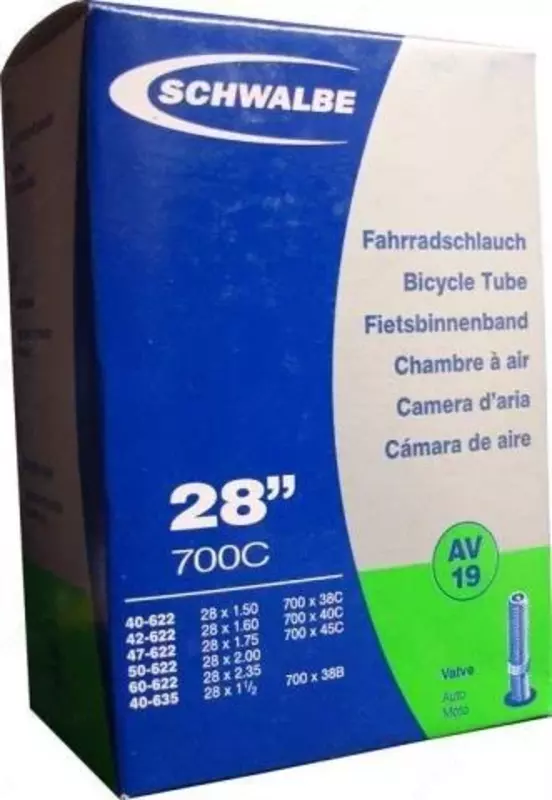 SCHWALBE
Fahrradschlauch
Bicycle Tube
Fietsbinnenband
Chambre à air
Camera d'aria
Cámara de aire
28”
700C
40-622 28 x 1.50 700 x 38C
42-622 28 x 1.60 700 x 40C
47-622 28 x 1.75 700 x 45C
50-622 28 x 2.00
60-622 28 x 2.35
40-635 28 x 1 1/2 700 x 38B
AV
19
Valve
Auto
Moto